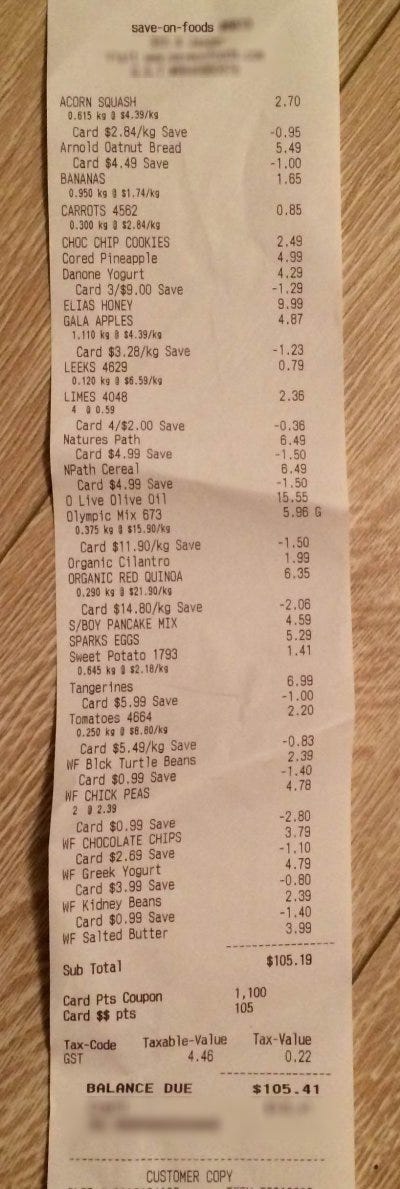 save-on-foods
ACORN SQUASH 2.70
0.615 kg @ $4.39/kg
Card $2.84/kg Save -0.95
Arnold Oatnut Bread 5.49
Card $4.49 Save -1.00
BANANAS 1.65
0.950 kg @ $1.74/kg
CARROTS 4562 0.85
0.300 kg @ $2.84/kg
CHOC CHIP COOKIES 2.49
Cored Pineapple 4.99
Danone Yogurt 4.29
Card 3/$9.00 Save -1.29
ELIAS HONEY 9.99
GALA APPLES 4.87
1.110 kg @ $4.39/kg
Card $3.28/kg Save -1.23
LEEKS 4629 0.79
0.120 kg @ $6.59/kg
LIMES 4048 2.36
4 @ 0.59
Card 4/$2.00 Save -0.36
Natures Path 6.49
Card $4.99 Save -1.50
NPath Cereal 6.49
Card $4.99 Save -1.50
O Live Olive Oil 15.55
Olympic Mix 673 5.96 G
0.375 kg @ $15.90/kg
Card $11.90/kg Save -1.50
Organic Cilantro 1.99
ORGANIC RED QUINOA 6.35
0.290 kg @ $21.90/kg
Card $14.80/kg Save -2.06
S/BOY PANCAKE MIX 4.59
SPARKS EGGS 5.29
Sweet Potato 1793 1.41
0.645 kg @ $2.18/kg
Tangerines 6.99
Card $5.99 Save -1.00
Tomatoes 4664 2.20
0.250 kg @ $8.80/kg
Card $5.49/kg Save -0.83
WF Blck Turtle Beans 2.39
Card $0.99 Save -1.40
WF CHICK PEAS 4.78
2 @ 2.39
Card $0.99 Save -2.80
WF CHOCOLATE CHIPS 3.79
Card $2.69 Save -1.10
WF Greek Yogurt 4.79
Card $3.99 Save -0.80
WF Kidney Beans 2.39
Card $0.99 Save -1.40
WF Salted Butter 3.99
Sub Total $105.19
Card Pts Coupon 1,100
Card $$ pts 105
Tax-Code Taxable-Value Tax-Value
GST 4.46 0.22
BALANCE DUE $105.41
CUSTOMER COPY